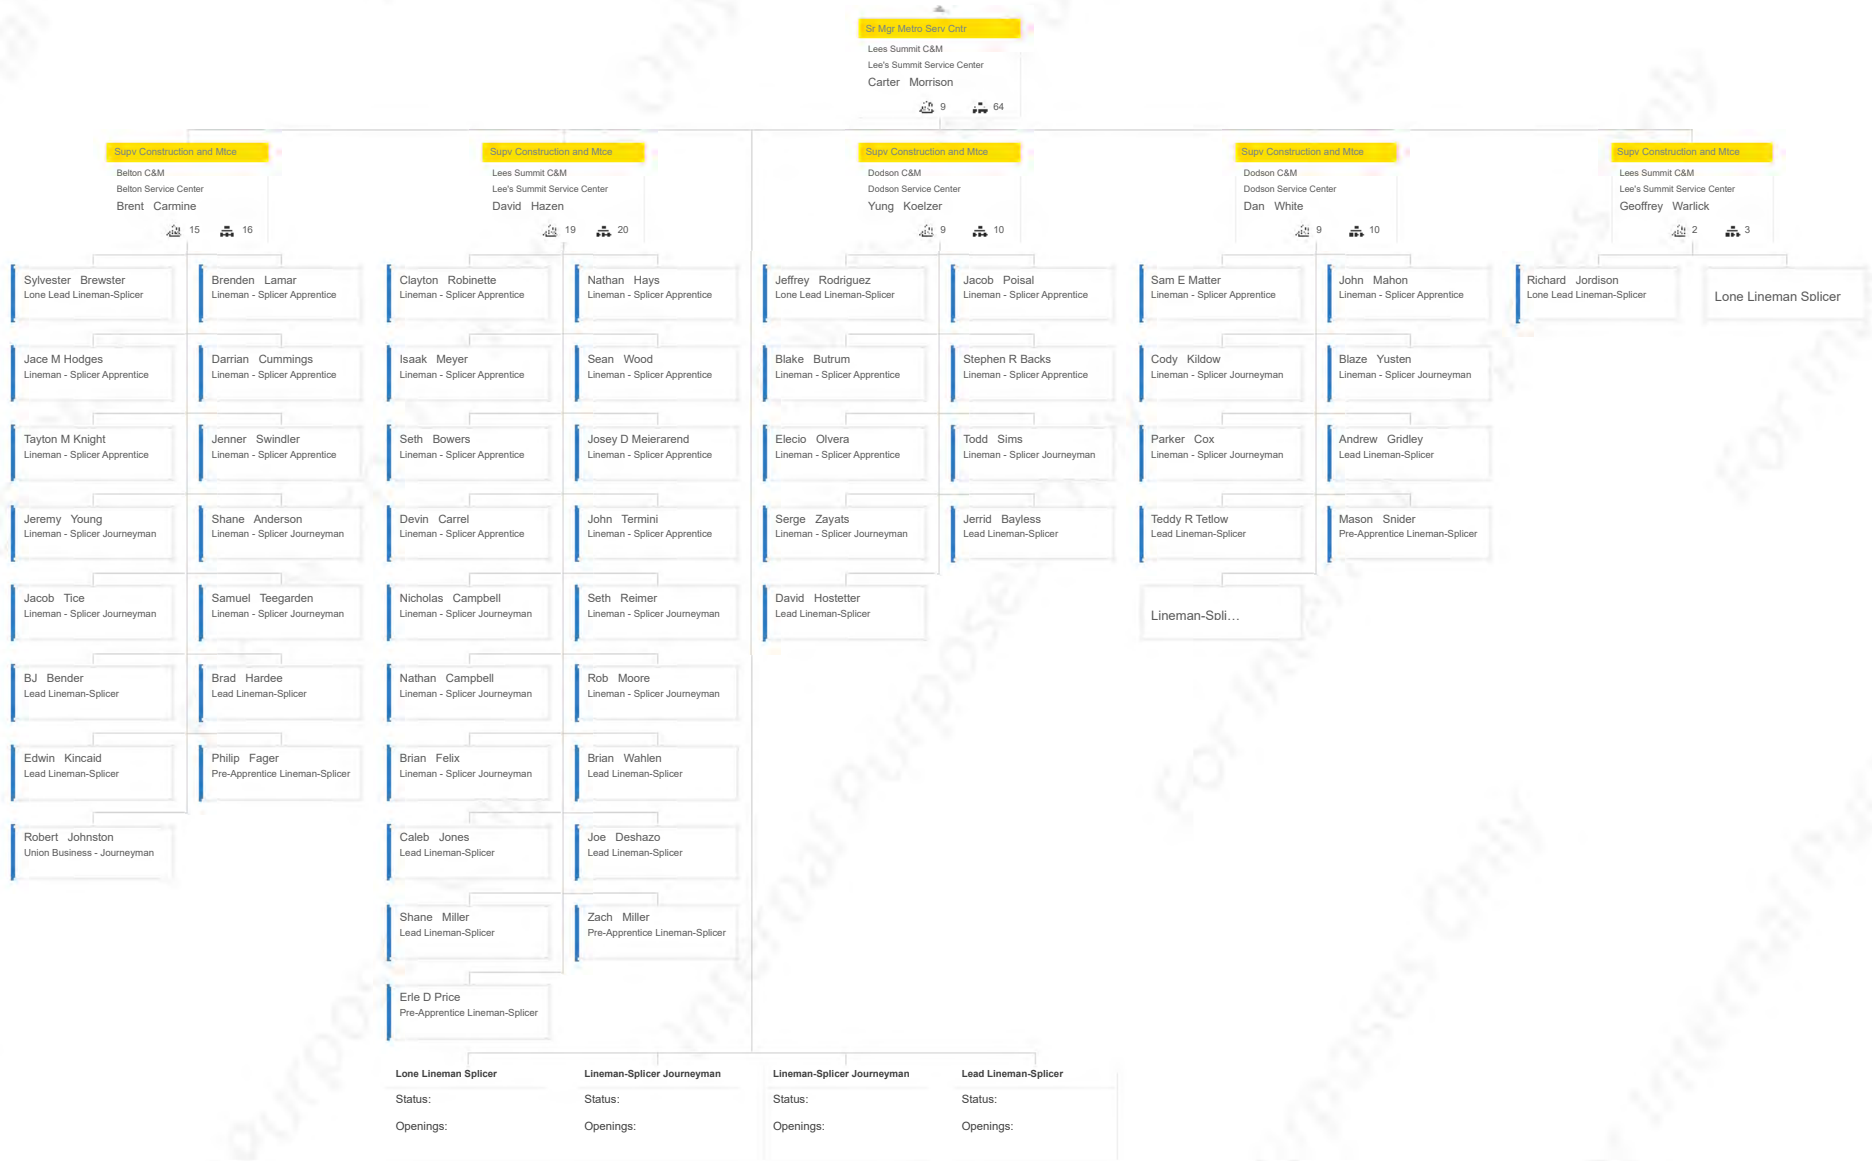 Sr Mgr Metro Serv Cntr
Lees Summit C&M
Lee's Summit Service Center
Carter Morrison
9 64
Supv Construction and Mtce
Belton C&M
Belton Service Center
Brent Carmine
15 16
Supv Construction and Mtce
Lees Summit C&M
Lee's Summit Service Center
David Hazen
19 20
Supv Construction and Mtce
Dodson C&M
Dodson Service Center
Yung Koelzer
9 10
Supv Construction and Mtce
Dodson C&M
Dodson Service Center
Dan White
9 10
Supv Construction and Mtce
Lees Summit C&M
Lee's Summit Service Center
Geoffrey Warlick
2 3
Sylvester Brewster
Lone Lead Lineman-Splicer
Brenden Lamar
Lineman - Splicer Apprentice
Jace M Hodges
Lineman - Splicer Apprentice
Darrian Cummings
Lineman - Splicer Apprentice
Tayton M Knight
Lineman - Splicer Apprentice
Jenner Swindler
Lineman - Splicer Apprentice
Jeremy Young
Lineman - Splicer Journeyman
Shane Anderson
Lineman - Splicer Journeyman
Jacob Tice
Lineman - Splicer Journeyman
Samuel Teegarden
Lineman - Splicer Journeyman
BJ Bender
Lead Lineman-Splicer
Brad Hardee
Lead Lineman-Splicer
Edwin Kincaid
Lead Lineman-Splicer
Philip Fager
Pre-Apprentice Lineman-Splicer
Robert Johnston
Union Business - Journeyman
Clayton Robinette
Lineman - Splicer Apprentice
Nathan Hays
Lineman - Splicer Apprentice
Isaak Meyer
Lineman - Splicer Apprentice
Sean Wood
Lineman - Splicer Apprentice
Seth Bowers
Lineman - Splicer Apprentice
Josey D Meierarend
Lineman - Splicer Apprentice
Devin Carrel
Lineman - Splicer Apprentice
John Termini
Lineman - Splicer Apprentice
Nicholas Campbell
Lineman - Splicer Journeyman
Seth Reimer
Lineman - Splicer Journeyman
Nathan Campbell
Lineman - Splicer Journeyman
Rob Moore
Lineman - Splicer Journeyman
Brian Felix
Lineman - Splicer Journeyman
Brian Wahlen
Lead Lineman-Splicer
Caleb Jones
Lead Lineman-Splicer
Joe Deshazo
Lead Lineman-Splicer
Shane Miller
Lead Lineman-Splicer
Zach Miller
Pre-Apprentice Lineman-Splicer
Erle D Price
Pre-Apprentice Lineman-Splicer
Jeffrey Rodriguez
Lone Lead Lineman-Splicer
Jacob Poisal
Lineman - Splicer Apprentice
Blake Butrum
Lineman - Splicer Apprentice
Stephen R Backs
Lineman - Splicer Apprentice
Elecio Olvera
Lineman - Splicer Apprentice
Todd Sims
Lineman - Splicer Journeyman
Serge Zayats
Lineman - Splicer Journeyman
Jerrid Bayless
Lead Lineman-Splicer
David Hostetter
Lead Lineman-Splicer
Sam E Matter
Lineman - Splicer Apprentice
John Mahon
Lineman - Splicer Apprentice
Cody Kildow
Lineman - Splicer Journeyman
Blaze Yusten
Lineman - Splicer Journeyman
Parker Cox
Lineman - Splicer Journeyman
Andrew Gridley
Lead Lineman-Splicer
Teddy R Tetlow
Lead Lineman-Splicer
Mason Snider
Pre-Apprentice Lineman-Splicer
Lineman-Spli…
Richard Jordison
Lone Lead Lineman-Splicer
Lone Lineman Splicer
Lone Lineman Splicer
Status:
Openings:
Lineman-Splicer Journeyman
Status:
Openings:
Lineman-Splicer Journeyman
Status:
Openings:
Lead Lineman-Splicer
Status:
Openings:
For Internal Purposes Only